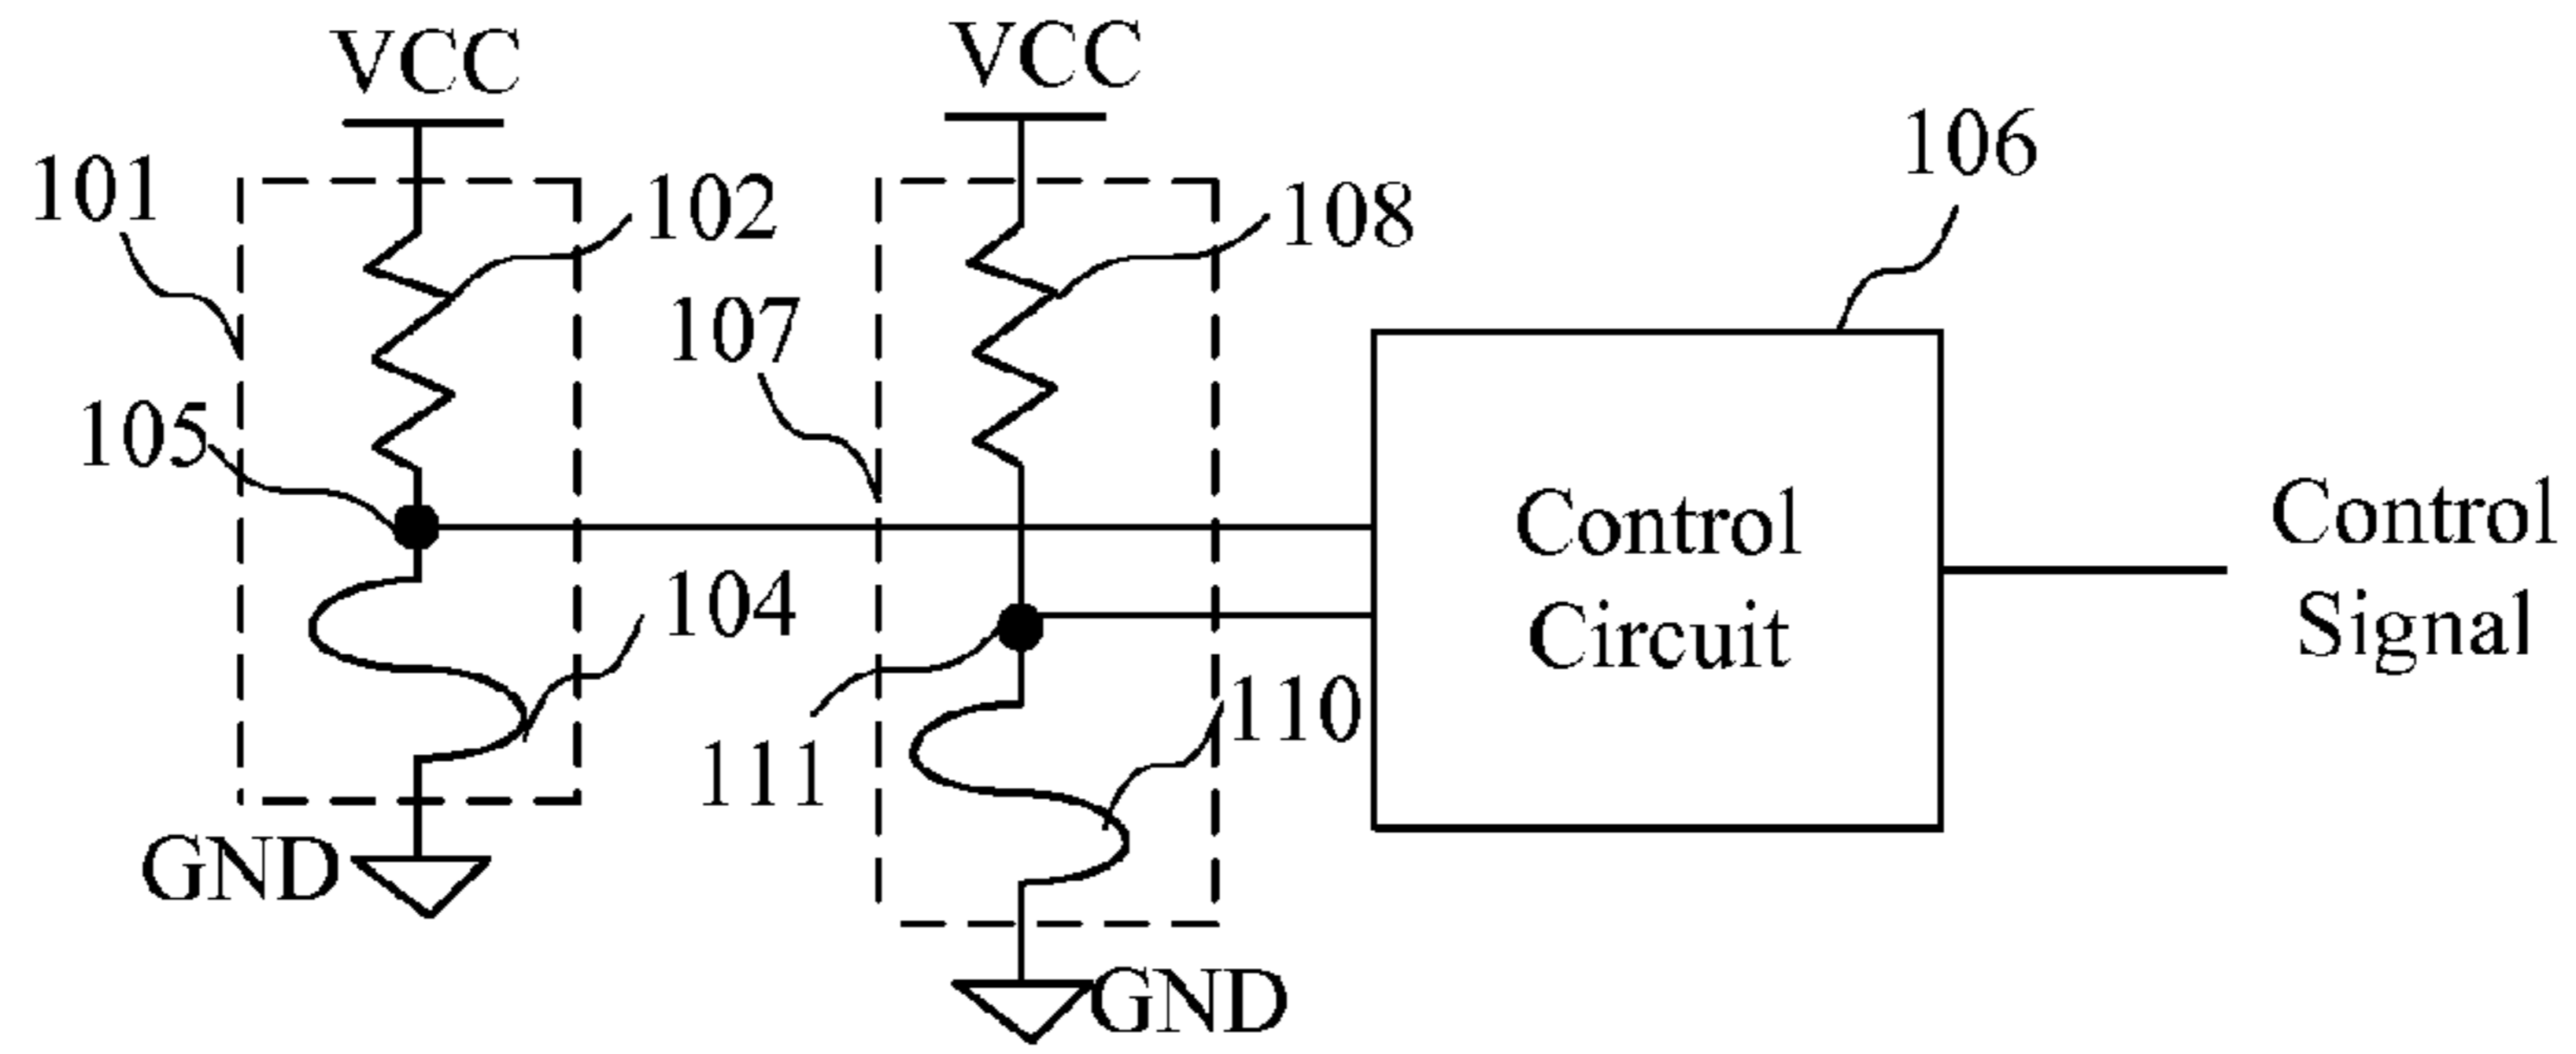 VCC
VCC
101
102
108
106
107
105
Control
Circuit
Control
Signal
104
111
110
GND
GND